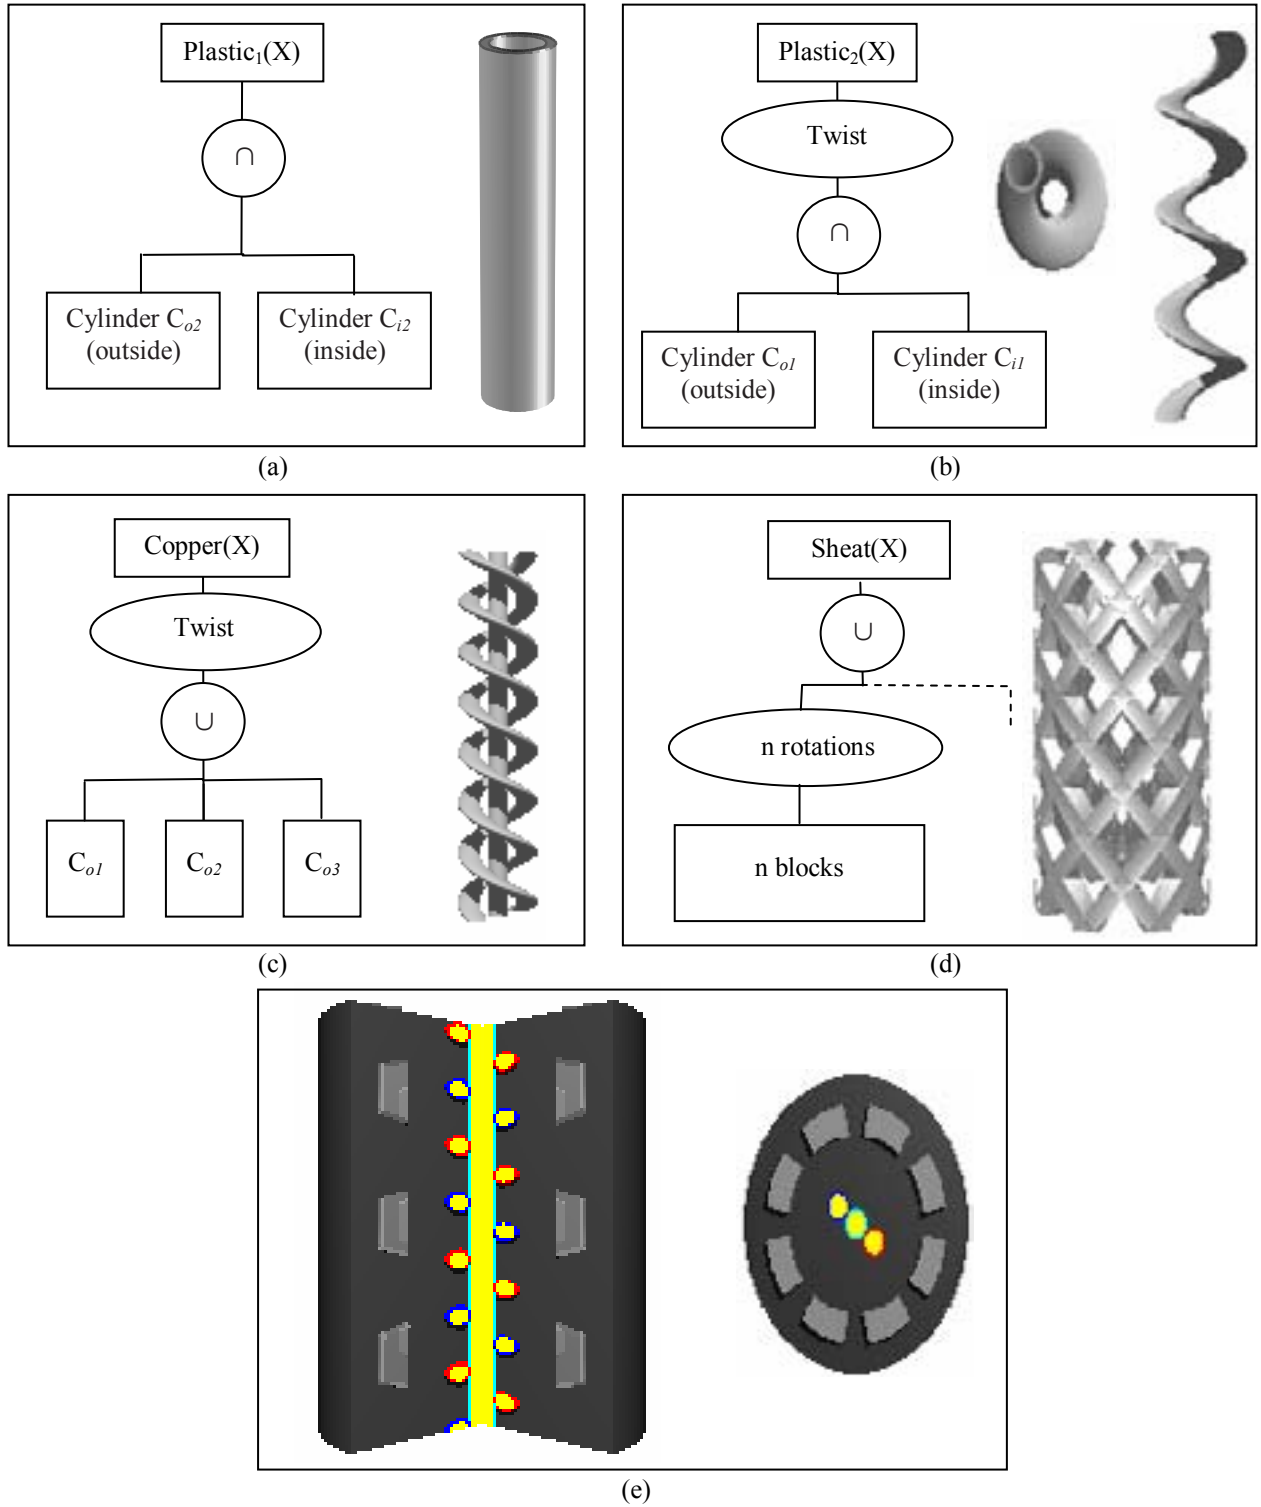 Plastic₁(X)
∩
Cylinder Cₒ₂
(outside)
Cylinder Cᵢ₂
(inside)
(a)
Plastic₂(X)
Twist
∩
Cylinder Cₒ₁
(outside)
Cylinder Cᵢ₁
(inside)
(b)
Copper(X)
Twist
∪
Cₒ₁
Cₒ₂
Cₒ₃
(c)
Sheat(X)
∪
n rotations
n blocks
(d)
(e)